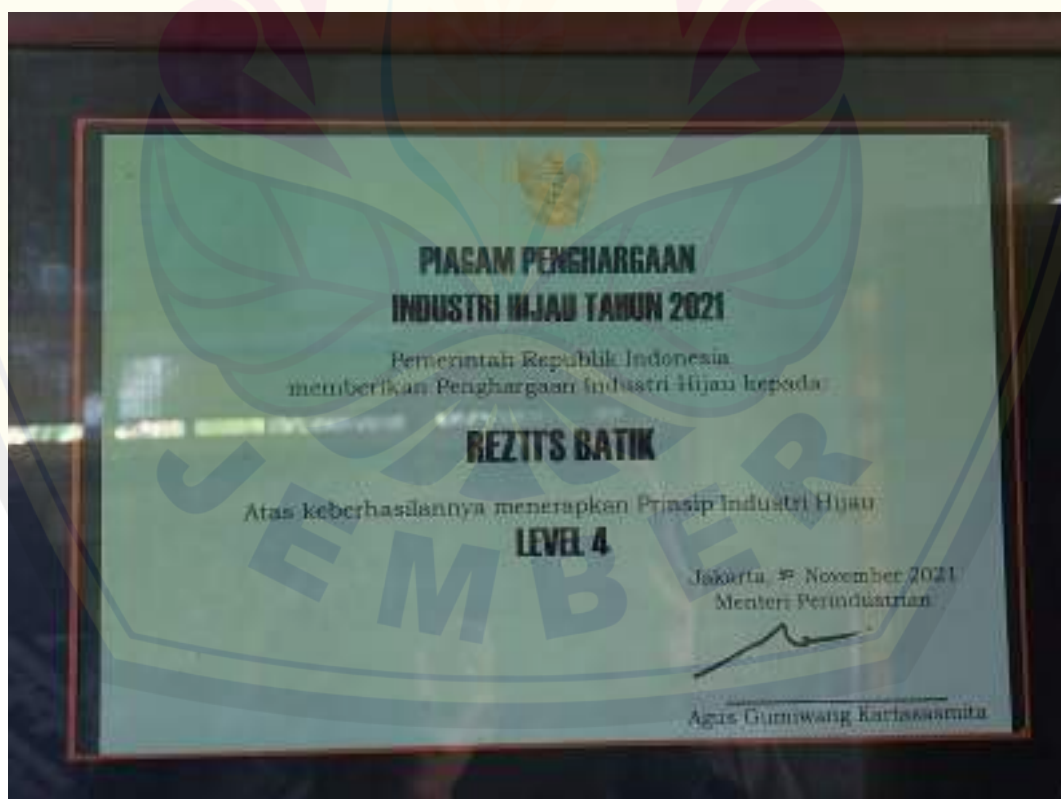 PIAGAM PENGHARGAAN
INDUSTRI HIJAU TAHUN 2021
Pemerintah Republik Indonesia
memberikan Penghargaan Industri Hijau kepada:
REZTI'S BATIK
Atas keberhasilannya menerapkan Prinsip Industri Hijau
LEVEL 4
Jakarta, November 2021
Menteri Perindustrian
Agus Gumiwang Kartasasmita
JEMBER